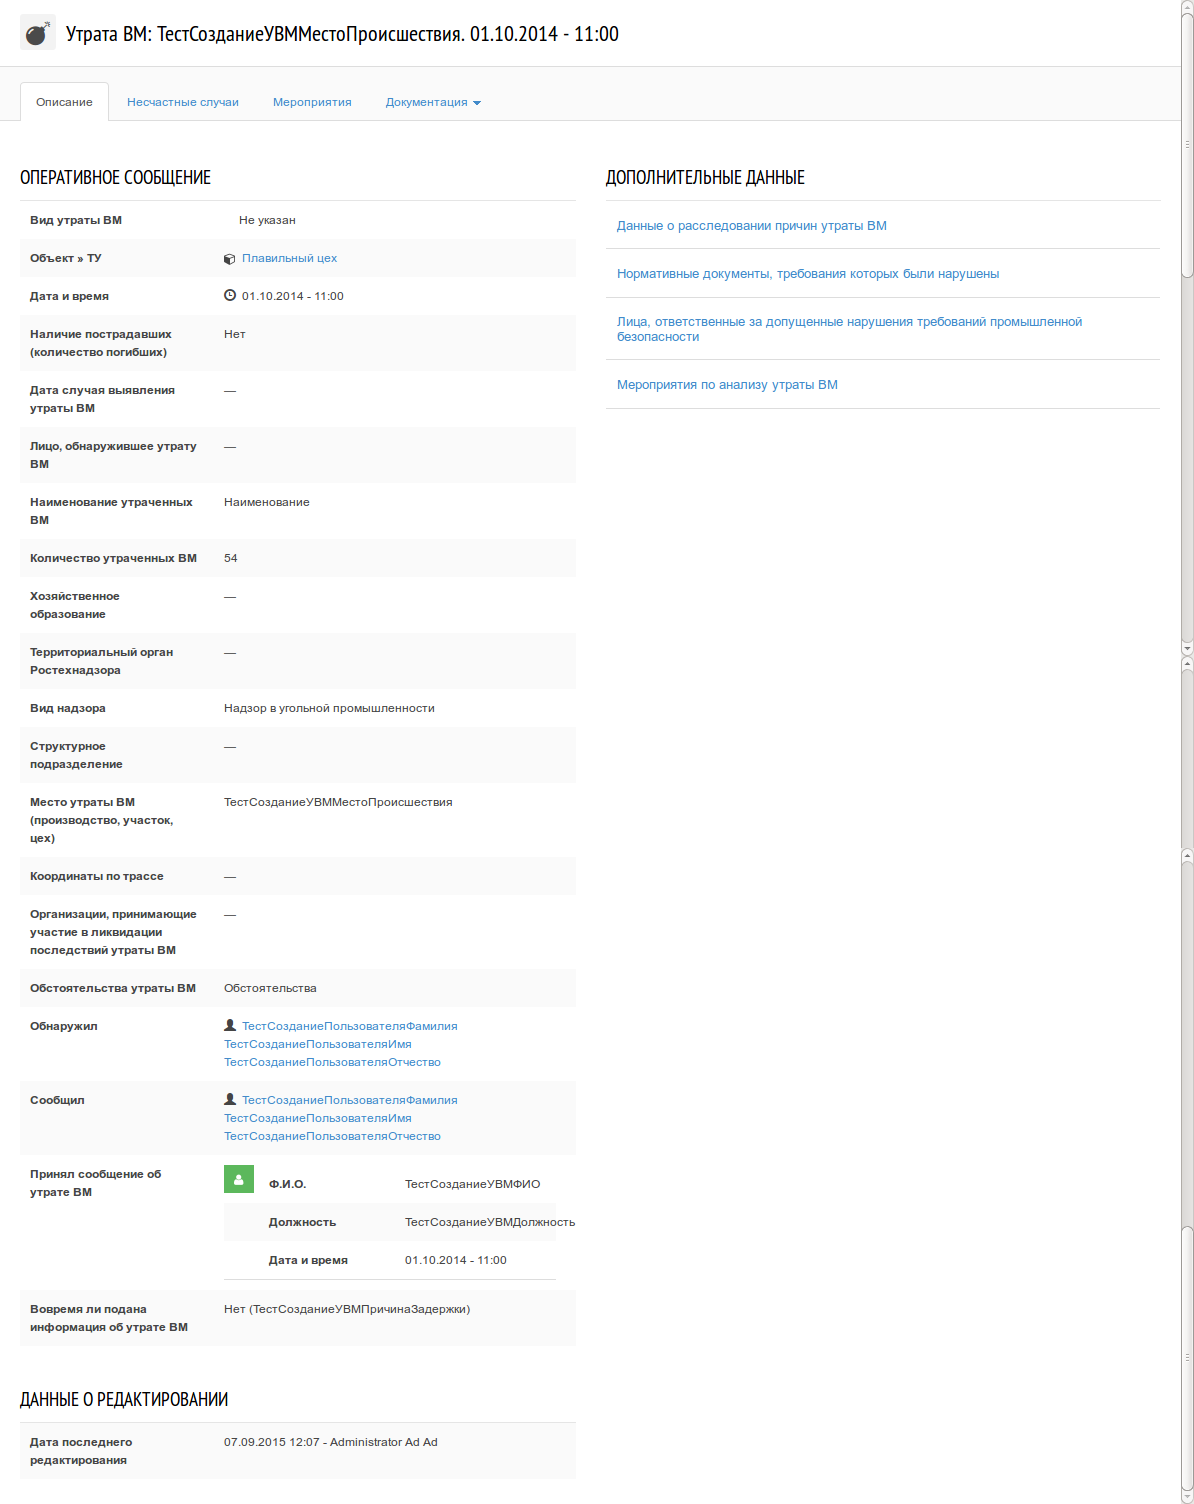 Утрата ВМ: ТестСозданиеУВММестоПроисшествия. 01.10.2014 - 11:00
Описание Несчастные случаи Мероприятия Документация
ОПЕРАТИВНОЕ СООБЩЕНИЕ
Вид утраты ВМ Не указан
Объект » ТУ Плавильный цех
Дата и время 01.10.2014 - 11:00
Наличие пострадавших Нет
(количество погибших)
Дата случая выявления —
утраты ВМ
Лицо, обнаружившее утрату —
ВМ
Наименование утраченных Наименование
ВМ
Количество утраченных ВМ 54
Хозяйственное —
образование
Территориальный орган —
Ростехнадзора
Вид надзора Надзор в угольной промышленности
Структурное —
подразделение
Место утраты ВМ ТестСозданиеУВММестоПроисшествия
(производство, участок,
цех)
Координаты по трассе —
Организации, принимающие —
участие в ликвидации
последствий утраты ВМ
Обстоятельства утраты ВМ Обстоятельства
Обнаружил ТестСозданиеПользователяФамилия
ТестСозданиеПользователяИмя
ТестСозданиеПользователяОтчество
Сообщил ТестСозданиеПользователяФамилия
ТестСозданиеПользователяИмя
ТестСозданиеПользователяОтчество
Принял сообщение об
утрате ВМ
Ф.И.О. ТестСозданиеУВМФИО
Должность ТестСозданиеУВМДолжность
Дата и время 01.10.2014 - 11:00
Вовремя ли подана Нет (ТестСозданиеУВМПричинаЗадержки)
информация об утрате ВМ
ДАННЫЕ О РЕДАКТИРОВАНИИ
Дата последнего 07.09.2015 12:07 - Administrator Ad Ad
редактирования
ДОПОЛНИТЕЛЬНЫЕ ДАННЫЕ
Данные о расследовании причин утраты ВМ
Нормативные документы, требования которых были нарушены
Лица, ответственные за допущенные нарушения требований промышленной
безопасности
Мероприятия по анализу утраты ВМ